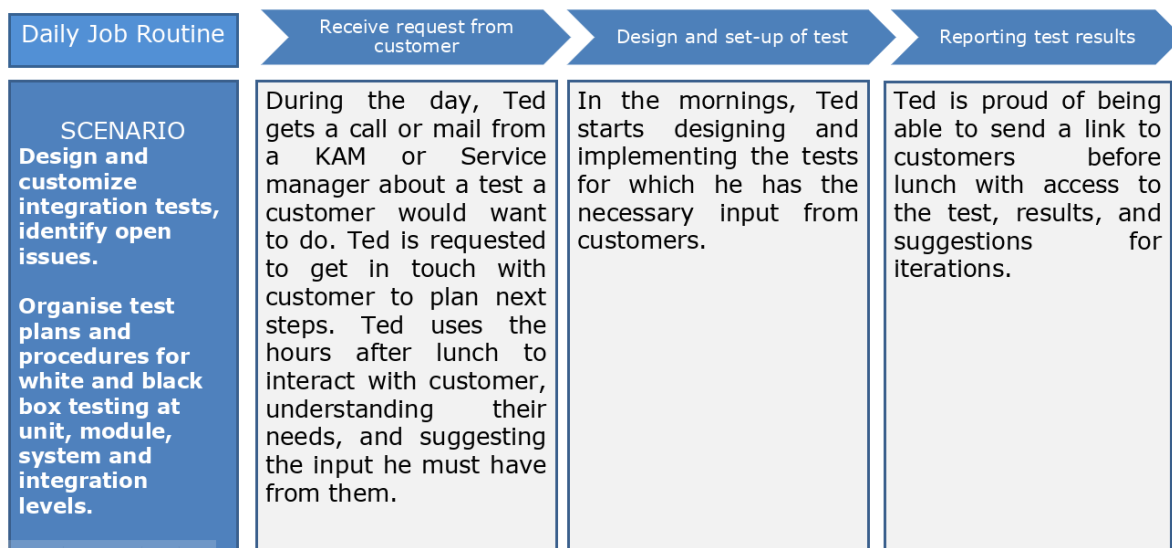 Daily Job Routine
Receive request from
customer
Design and set-up of test
Reporting test results
SCENARIO
Design and
customize
integration tests,
identify open
issues.
Organise test
plans and
procedures for
white and black
box testing at
unit, module,
system and
integration
levels.
During the day, Ted
gets a call or mail from
a KAM or Service
manager about a test a
customer would want
to do. Ted is requested
to get in touch with
customer to plan next
steps. Ted uses the
hours after lunch to
interact with customer,
understanding their
needs, and suggesting
the input he must have
from them.
In the mornings, Ted
starts designing and
implementing the tests
for which he has the
necessary input from
customers.
Ted is proud of being
able to send a link to
customers before
lunch with access to
the test, results, and
suggestions for
iterations.